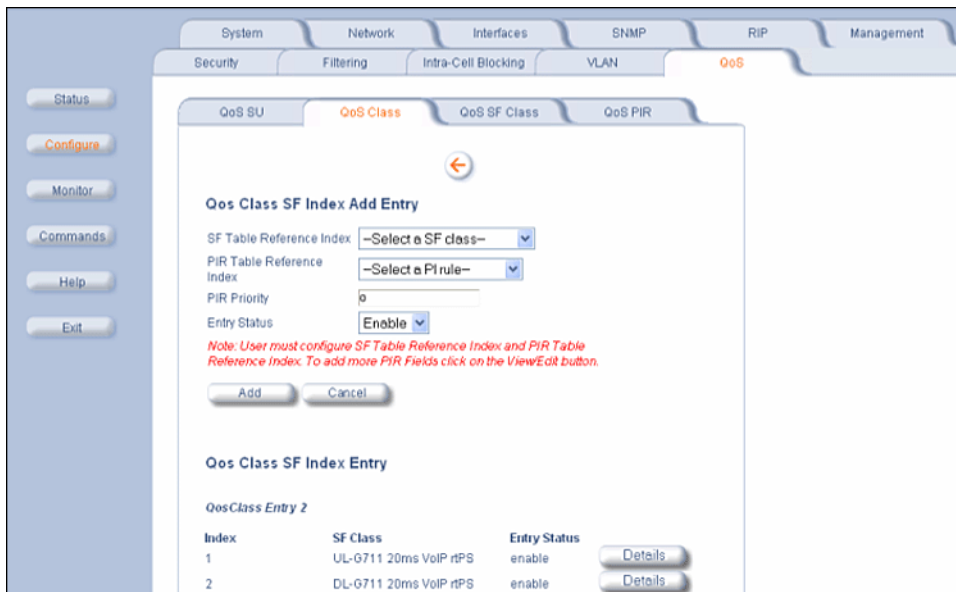 System Network Interfaces SNMP RIP Management
Security Filtering Intra-Cell Blocking VLAN QoS
Status
Configure
Monitor
Commands
Help
Exit
QoS SU QoS Class QoS SF Class QoS PIR
Qos Class SF Index Add Entry
SF Table Reference Index --Select a SF class--
PIR Table Reference
Index
--Select a PI rule--
PIR Priority 0
Entry Status Enable
Note: User must configure SF Table Reference Index and PIR Table
Reference Index. To add more PIR Fields click on the View/Edit button.
Add Cancel
Qos Class SF Index Entry
QosClass Entry 2
Index SF Class Entry Status
1 UL-G711 20ms VoIP rtPS enable Details
2 DL-G711 20ms VoIP rtPS enable Details